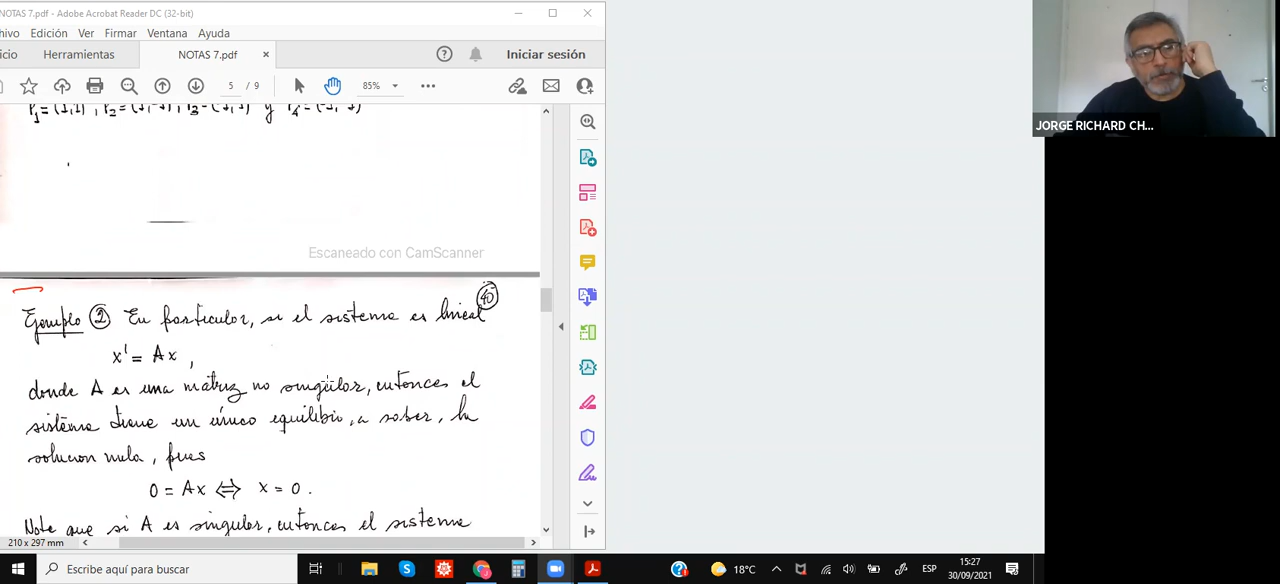 NOTAS 7.pdf - Adobe Acrobat Reader DC (32-bit)
hivo Edición Ver Firmar Ventana Ayuda
icio Herramientas NOTAS 7.pdf × Iniciar sesión
5 / 9 85%
y
Escaneado con CamScanner
40
Ejemplo 2 En particular, si el sistema es lineal
x' = Ax,
donde A es una matriz no singular, entonces el
sistema tiene un único equilibrio, a saber, la
solucion nula, pues
0 = Ax ⟺ x = 0.
Note que si A es singular, entonces el sistema
210 x 297 mm
JORGE RICHARD CH...
Escribe aquí para buscar
18°C ESP 15:27
30/09/2021